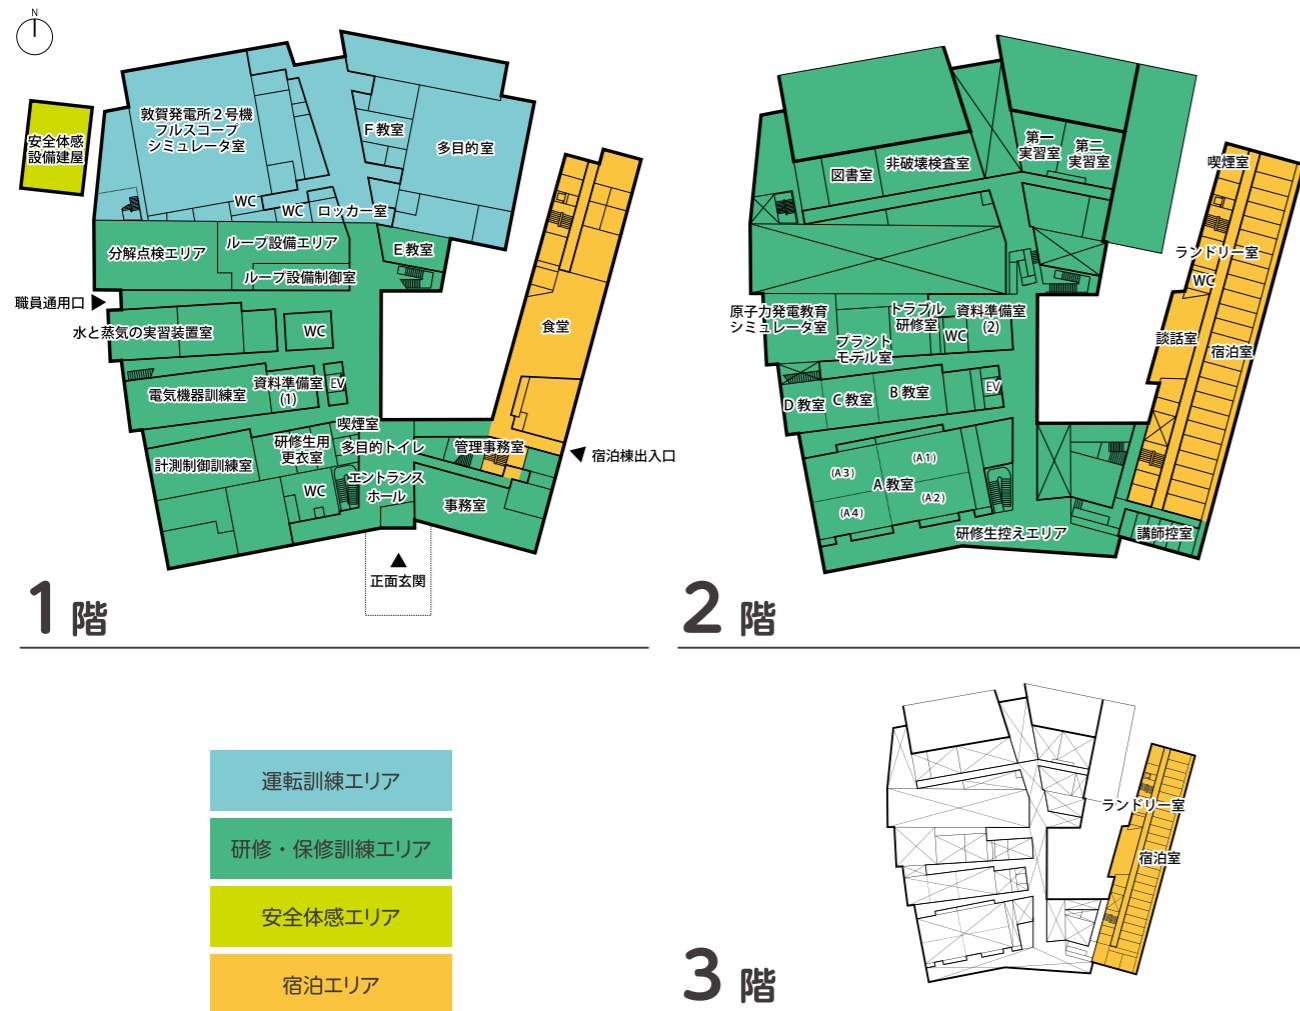 N
敦賀発電所２号機
フルスコープ
シミュレータ室
安全体感
設備建屋
F 教室
多目的室
WC
WC
ロッカー室
分解点検エリア
ループ設備エリア
E 教室
ループ設備制御室
職員通用口
水と蒸気の実習装置室
WC
食堂
電気機器訓練室
資料準備室
(1)
EV
喫煙室
計測制御訓練室
研修生用
更衣室
多目的トイレ
管理事務室
宿泊棟出入口
WC
エントランス
ホール
事務室
正面玄関
1 階
図書室
非破壊検査室
第一
実習室
第二
実習室
喫煙室
ランドリー室
WC
原子力発電教育
シミュレータ室
プラント
モデル室
トラブル
研修室
WC
資料準備室
(2)
談話室
宿泊室
D 教室
C 教室
B 教室
EV
(A3)
(A1)
A 教室
(A4)
(A2)
研修生控えエリア
講師控室
2 階
運転訓練エリア
研修・保修訓練エリア
安全体感エリア
宿泊エリア
ランドリー室
宿泊室
3 階